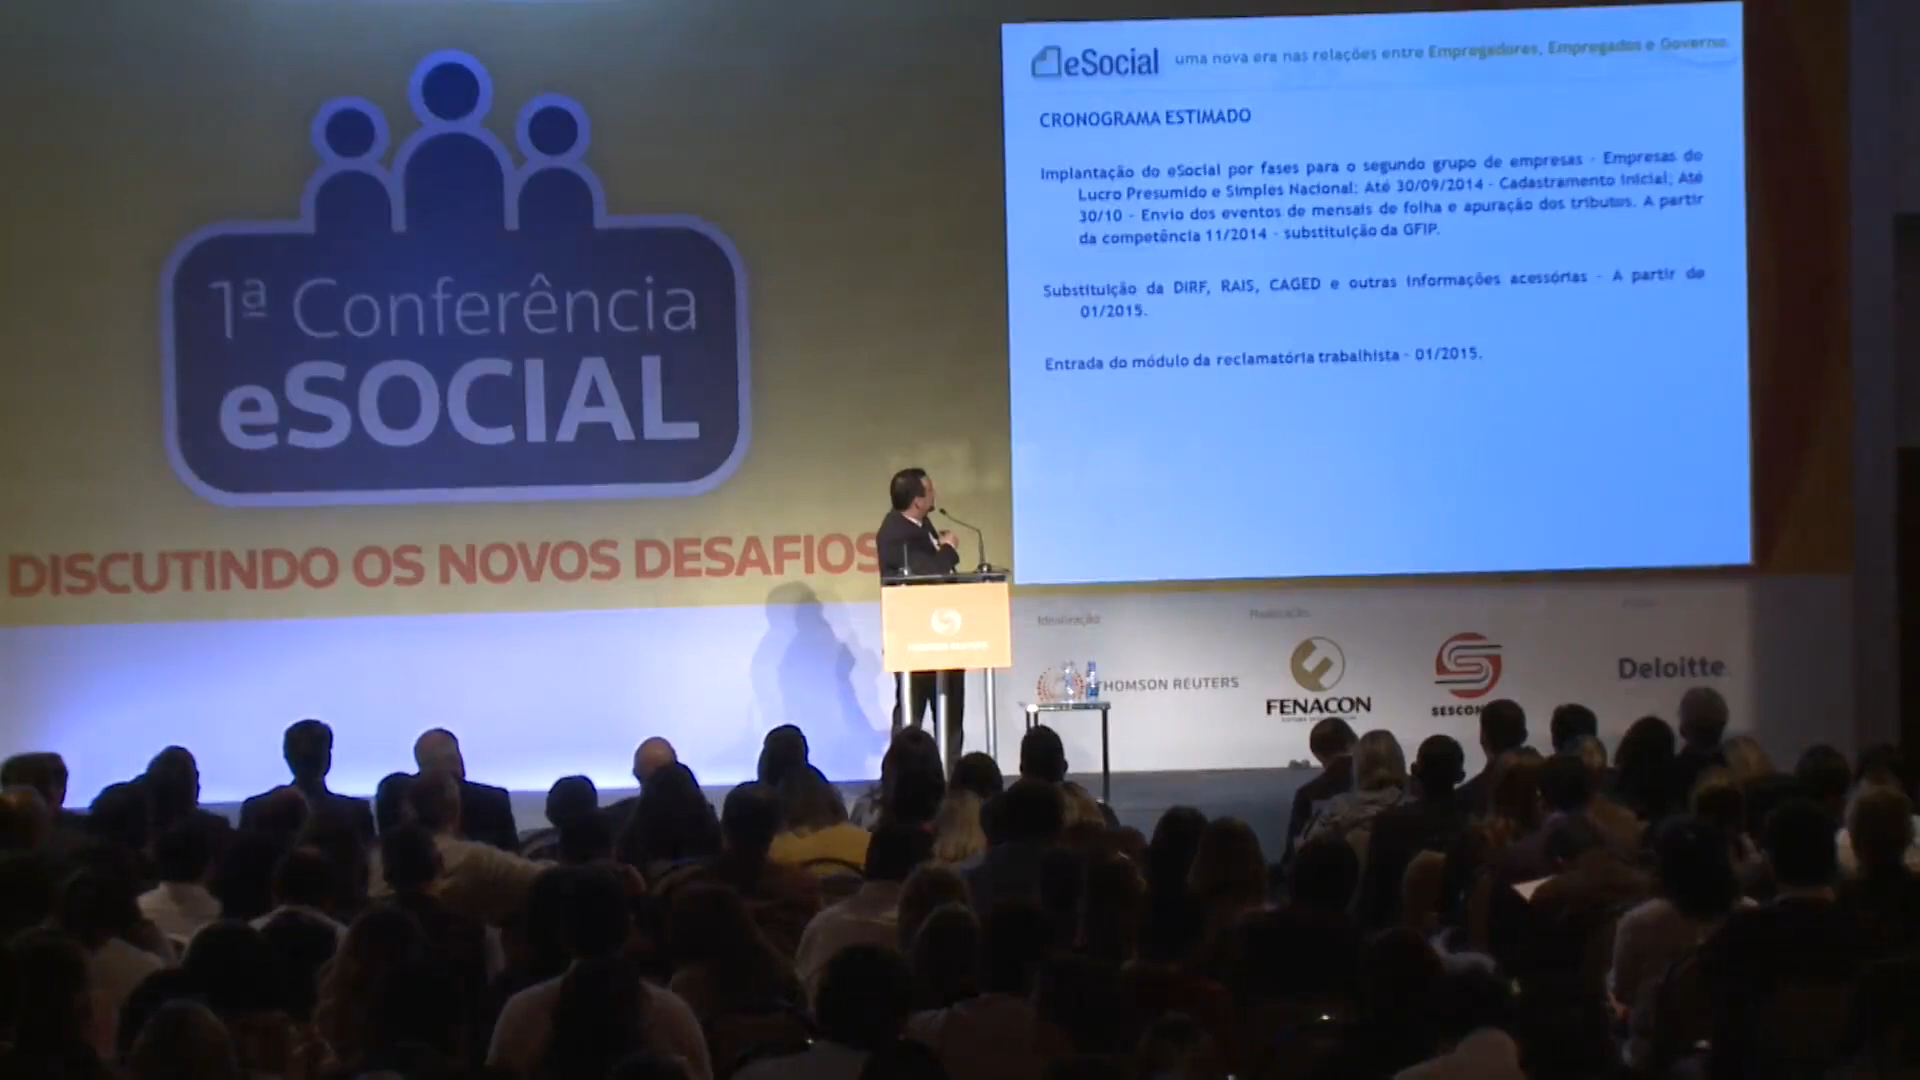 1ª Conferência
eSOCIAL
DISCUTINDO OS NOVOS DESAFIOS
eSocial uma nova era nas relações entre Empregadores, Empregados e Governo.
CRONOGRAMA ESTIMADO
Implantação do eSocial por fases para o segundo grupo de empresas - Empresas do
Lucro Presumido e Simples Nacional: Até 30/09/2014 - Cadastramento Inicial; Até
30/10 - Envio dos eventos de mensais de folha e apuração dos tributos. A partir
da competência 11/2014 - substituição da GFIP.
Substituição da DIRF, RAIS, CAGED e outras informações acessórias - A partir de
01/2015.
Entrada do módulo da reclamatória trabalhista - 01/2015.
Idealização
Realização
THOMSON REUTERS
FENACON
SESCON
Deloitte.